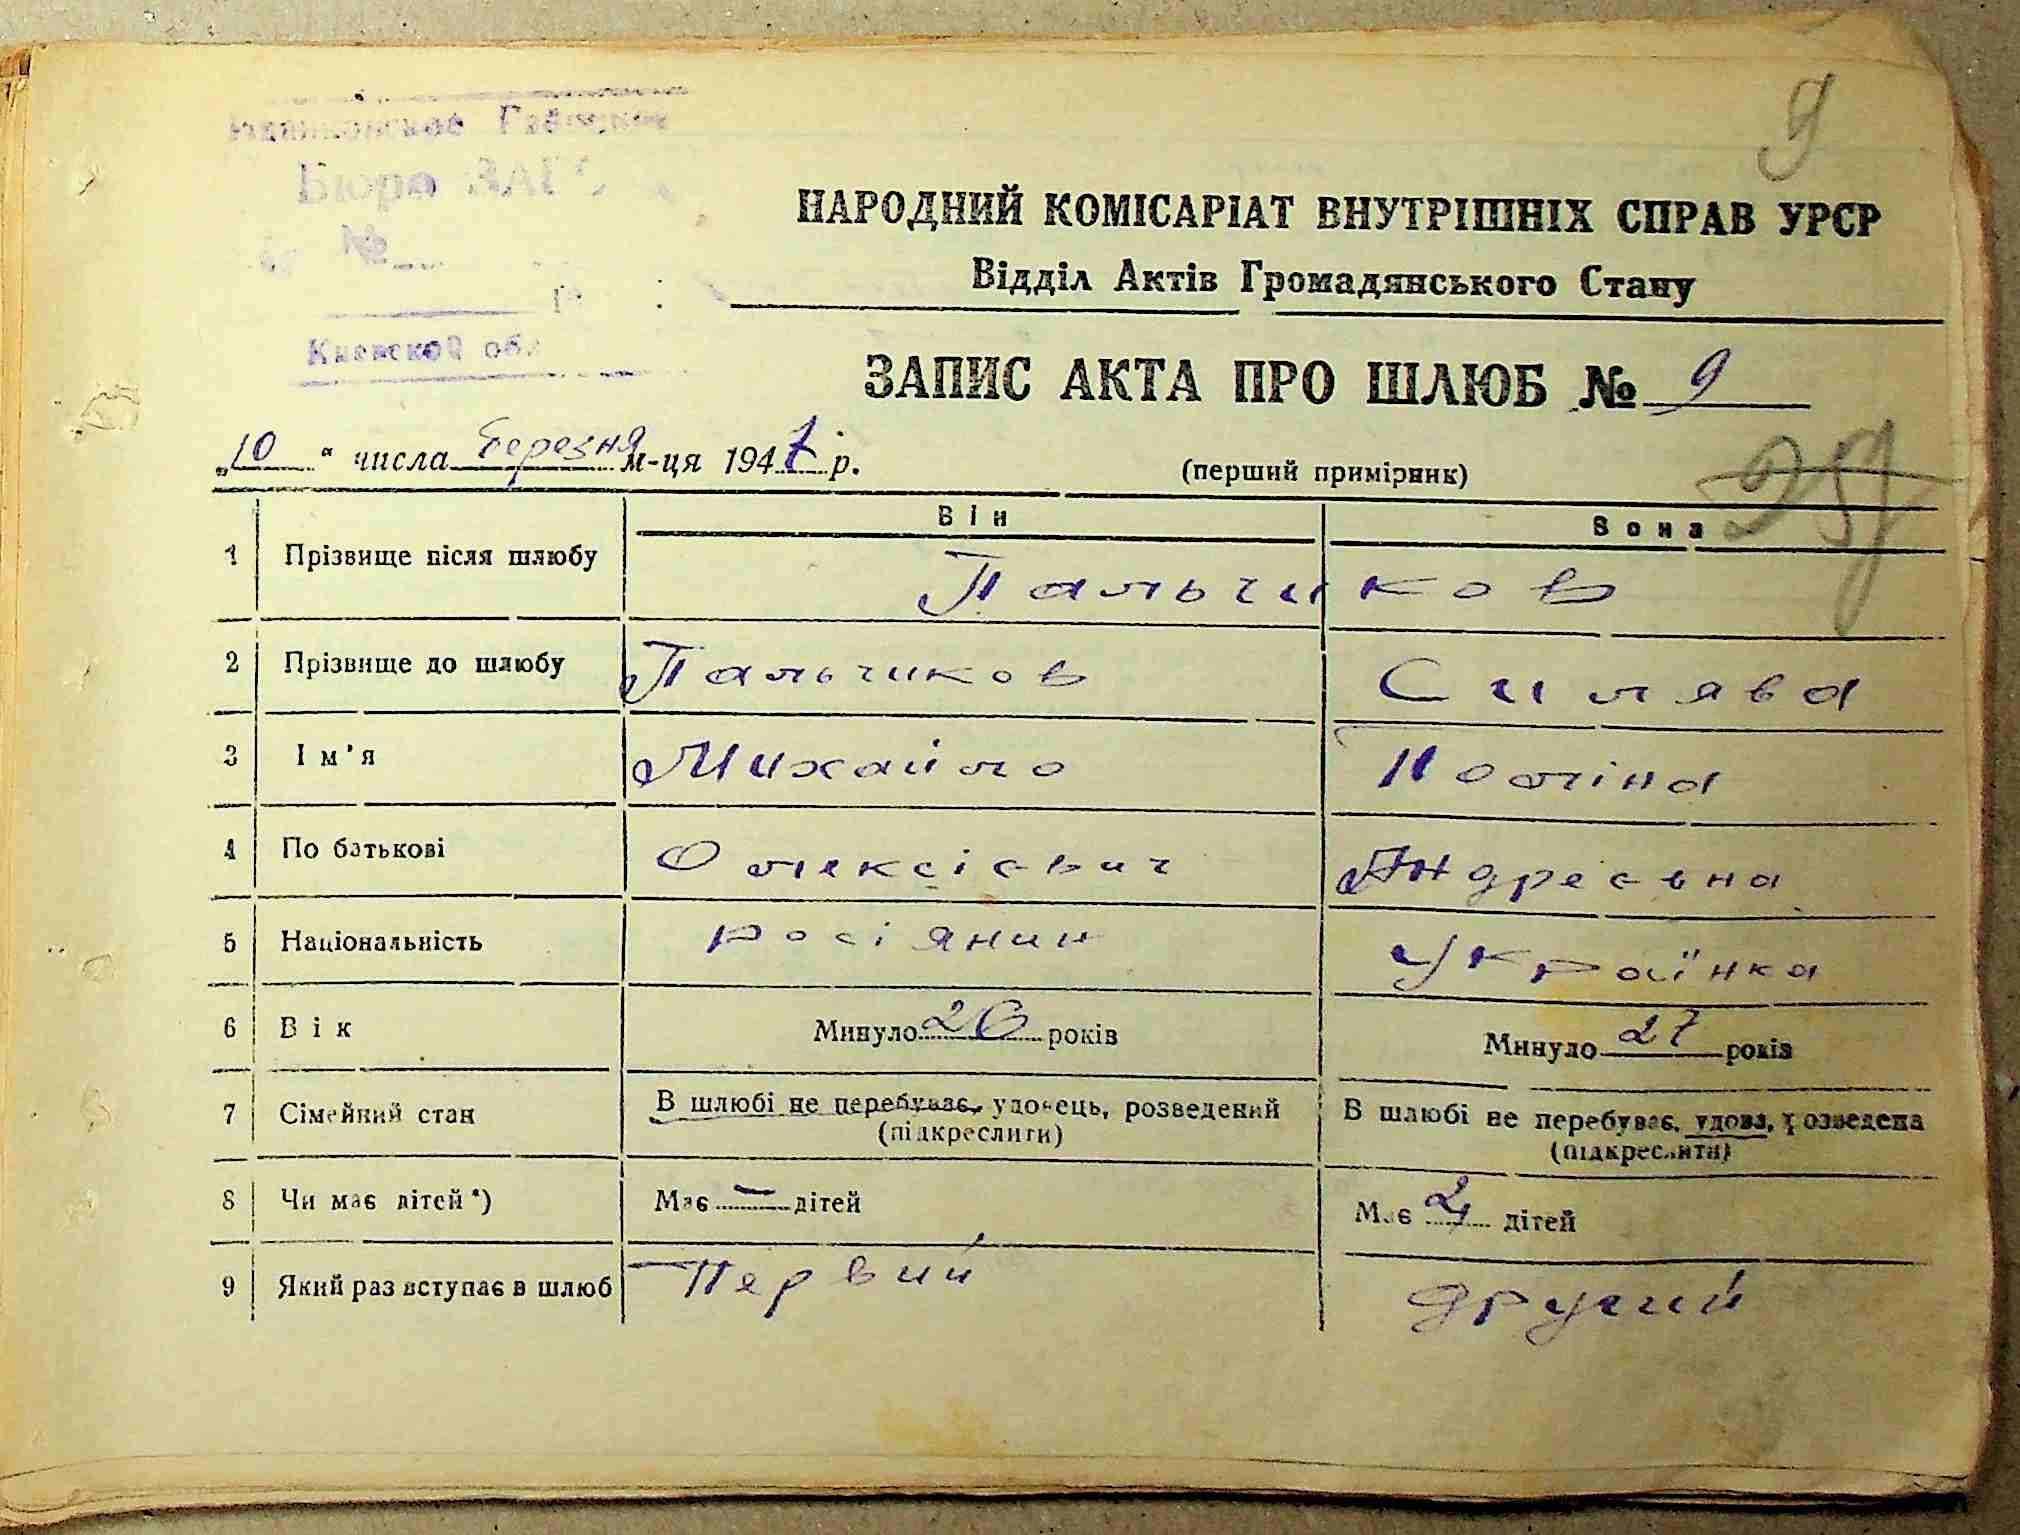 9
Бюро ЗАГС
№
Киевской обл
НАРОДНИЙ КОМІСАРІАТ ВНУТРІШНІХ СПРАВ УРСР
Відділ Актів Громадянського Стану
ЗАПИС АКТА ПРО ШЛЮБ № 9
„10“ числа березня м-ця 1947 р.
(перший примірник)
259
Він Вона
1 Прізвище після шлюбу Пальчиков
2 Прізвище до шлюбу Пальчиков Силява
3 Ім'я Михайло Поліна
4 По батькові Олексієвич Андреєвна
5 Національність росіянин Українка
6 Вік Минуло 26 років Минуло 27 років
7 Сімейний стан В шлюбі не перебуває, удовець, розведений В шлюбі не перебуває, удова, розведена
(підкреслити) (підкреслити)
8 Чи має дітей*) Має — дітей Має 2 дітей
9 Який раз вступає в шлюб Первий другий